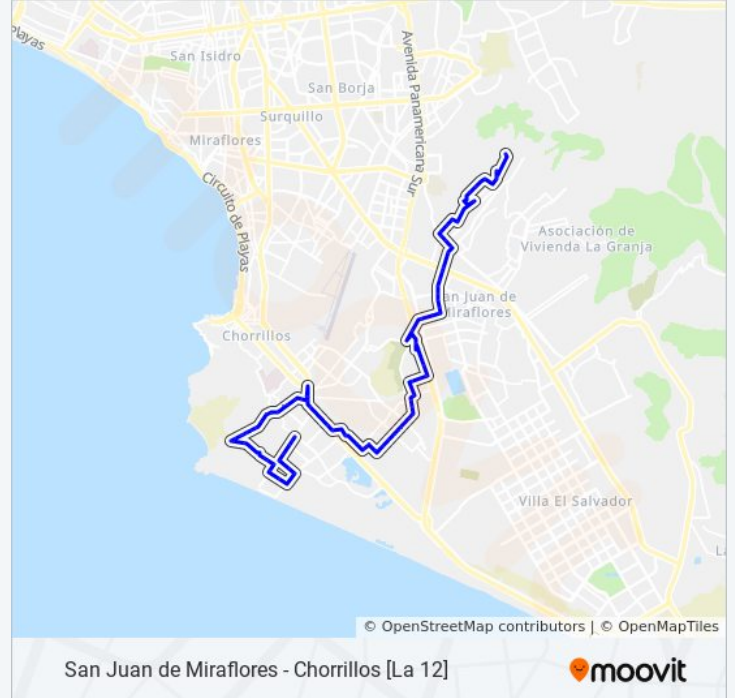 Playas
San Isidro
Avenida Panamericana Sur
San Borja
Surquillo
Miraflores
Circuito de Playas
Asociación de
Vivienda La Granja
an Juan de
Miraflores
Chorrillos
Villa El Salvador
L
© OpenStreetMap contributors | © OpenMapTiles
San Juan de Miraflores - Chorrillos [La 12]
moovit